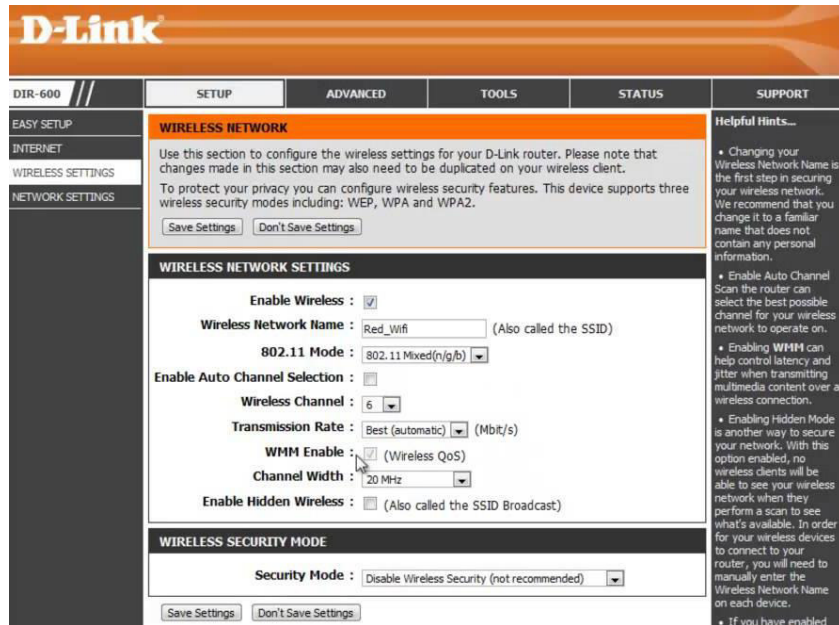 D-Link
DIR-600
SETUP
ADVANCED
TOOLS
STATUS
SUPPORT
EASY SETUP
INTERNET
WIRELESS SETTINGS
NETWORK SETTINGS
WIRELESS NETWORK
Use this section to configure the wireless settings for your D-Link router. Please note that
changes made in this section may also need to be duplicated on your wireless client.
To protect your privacy you can configure wireless security features. This device supports three
wireless security modes including: WEP, WPA and WPA2.
Save Settings Don't Save Settings
WIRELESS NETWORK SETTINGS
Enable Wireless :
Wireless Network Name : Red_Wifi (Also called the SSID)
802.11 Mode : 802.11 Mixed(n/g/b)
Enable Auto Channel Selection :
Wireless Channel : 6
Transmission Rate : Best (automatic) (Mbit/s)
WMM Enable : (Wireless QoS)
Channel Width : 20 MHz
Enable Hidden Wireless : (Also called the SSID Broadcast)
WIRELESS SECURITY MODE
Security Mode : Disable Wireless Security (not recommended)
Save Settings Don't Save Settings
Helpful Hints...
• Changing your
Wireless Network Name is
the first step in securing
your wireless network.
We recommend that you
change it to a familiar
name that does not
contain any personal
information.
• Enable Auto Channel
Scan the router can
select the best possible
channel for your wireless
network to operate on.
• Enabling WMM can
help control latency and
jitter when transmitting
multimedia content over a
wireless connection.
• Enabling Hidden Mode
is another way to secure
your network. With this
option enabled, no
wireless clients will be
able to see your wireless
network when they
perform a scan to see
what's available. In order
for your wireless devices
to connect to your
router, you will need to
manually enter the
Wireless Network Name
on each device.
• If you have enabled